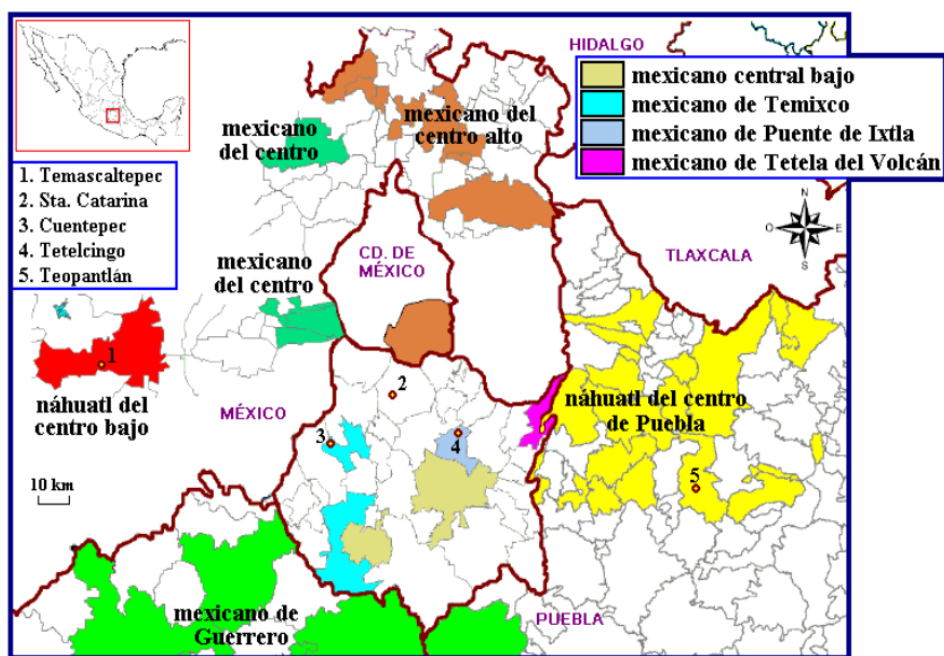 HIDALGO
mexicano central bajo
mexicano de Temixco
mexicano de Puente de Ixtla
mexicano de Tetela del Volcán
mexicano del
centro alto
mexicano
del centro
1. Temascaltepec
2. Sta. Catarina
3. Cuentepec
4. Tetelcingo
5. Teopantlán
N
O
E
S
CD. DE
MÉXICO
TLAXCALA
mexicano
del centro
1
2
náhuatl del
centro bajo
MÉXICO
náhuatl del centro
de Puebla
3
4
5
10 km
mexicano de
Guerrero
PUEBLA